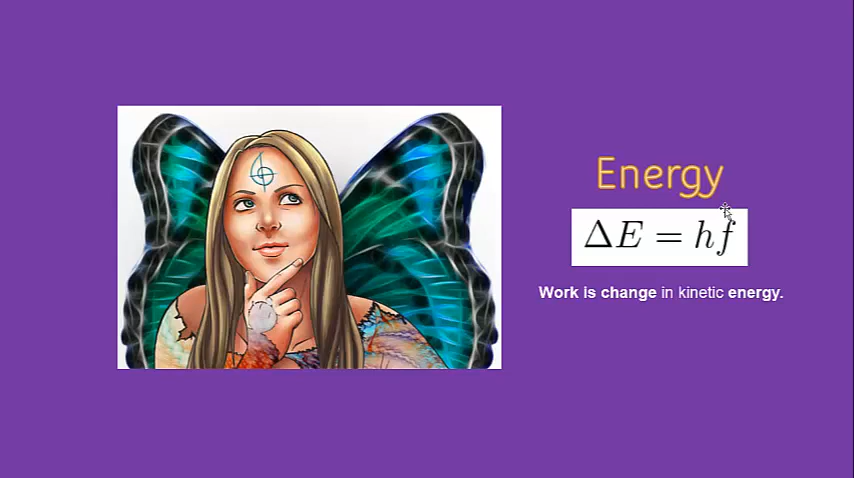 Energy
ΔE = hf
Work is change in kinetic energy.